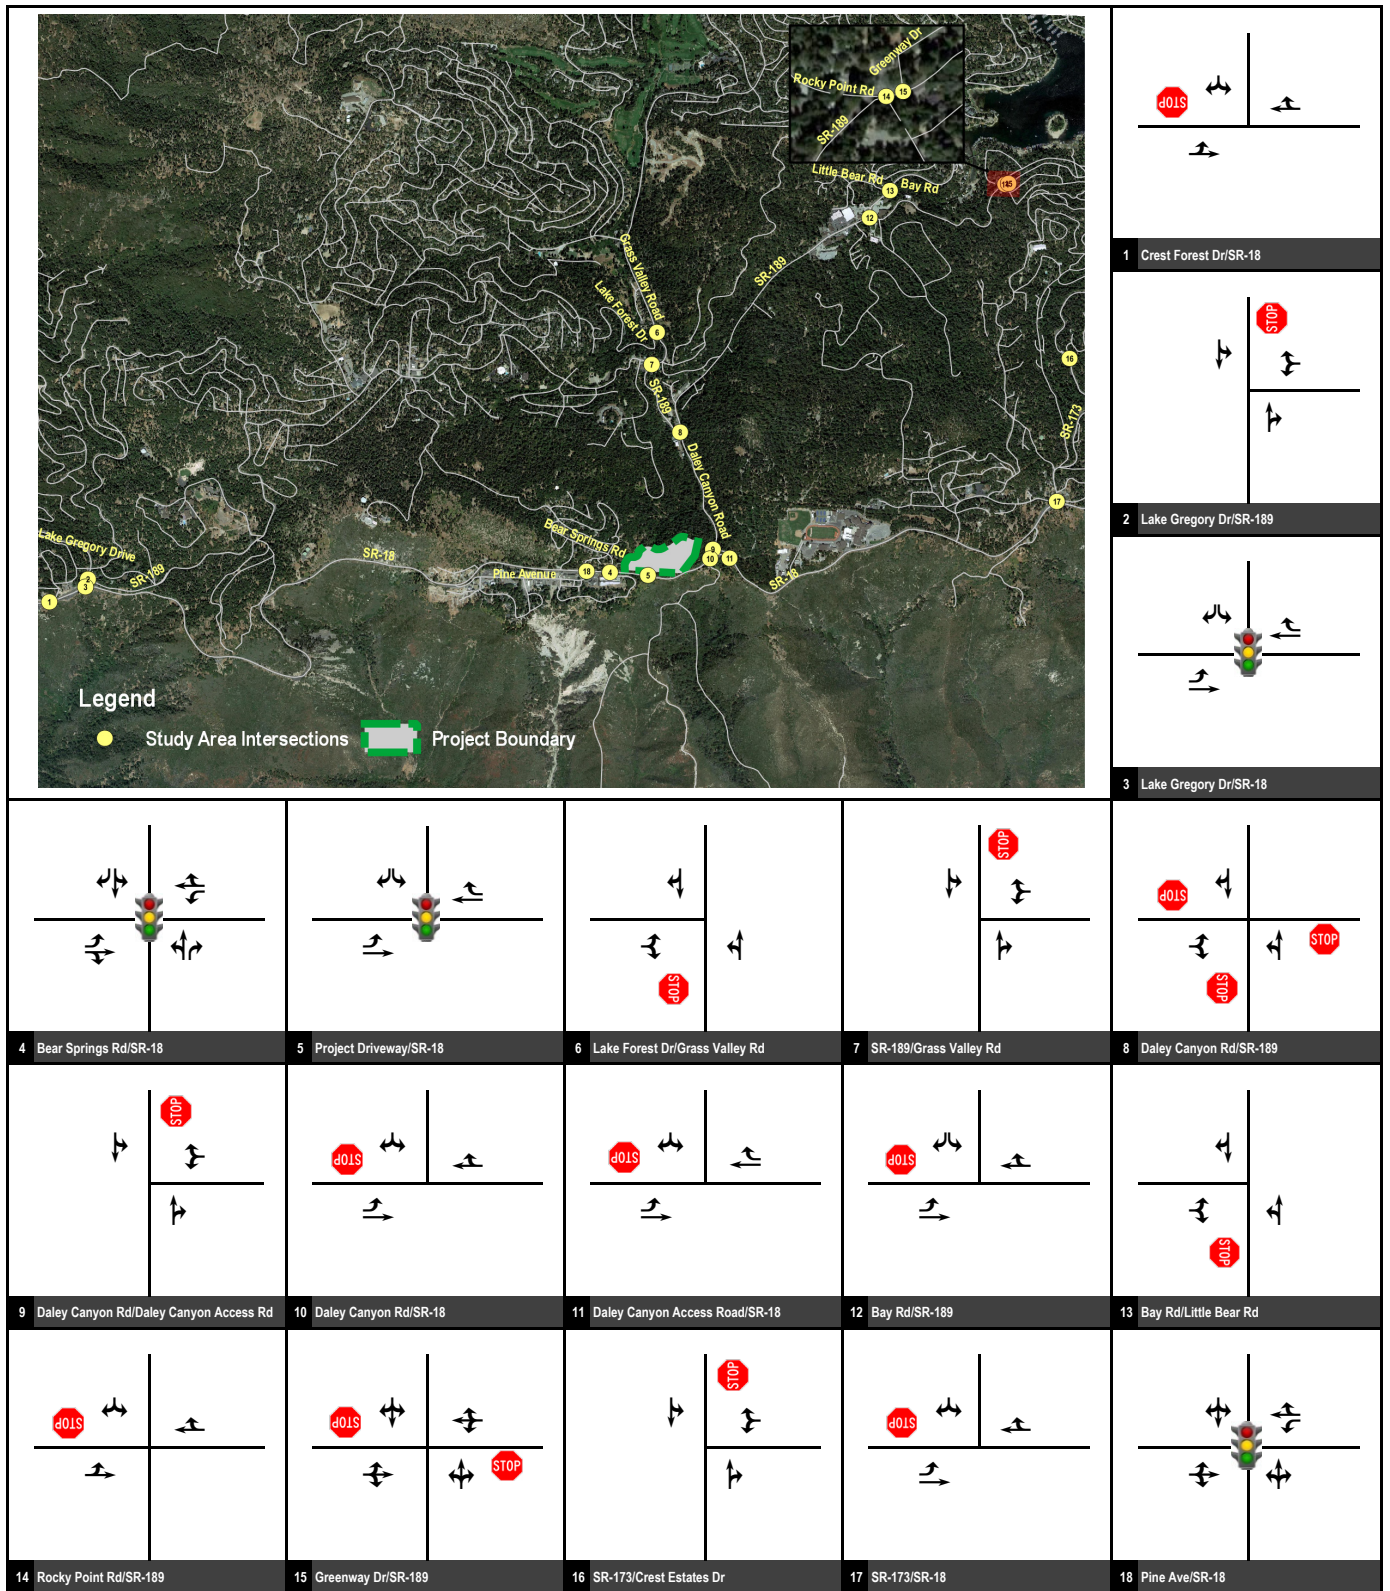 Greenway Dr
Rocky Point Rd
14
15
SR-189
Little Bear Rd
Bay Rd
13
12
SR-189
Grass Valley Road
Lake Forest Dr
6
7
SR-189
8
16
SR-173
17
Daley Canyon Road
Bear Springs Rd
9
10
11
SR-18
18
4
5
Pine Avenue
SR-18
Lake Gregory Drive
SR-189
2
3
1
Legend
Study Area Intersections
Project Boundary
STOP
1 Crest Forest Dr/SR-18
STOP
2 Lake Gregory Dr/SR-189
3 Lake Gregory Dr/SR-18
4 Bear Springs Rd/SR-18
5 Project Driveway/SR-18
STOP
6 Lake Forest Dr/Grass Valley Rd
STOP
7 SR-189/Grass Valley Rd
STOP
STOP
STOP
8 Daley Canyon Rd/SR-189
STOP
9 Daley Canyon Rd/Daley Canyon Access Rd
STOP
10 Daley Canyon Rd/SR-18
STOP
11 Daley Canyon Access Road/SR-18
STOP
12 Bay Rd/SR-189
STOP
13 Bay Rd/Little Bear Rd
STOP
14 Rocky Point Rd/SR-189
STOP
STOP
15 Greenway Dr/SR-189
STOP
16 SR-173/Crest Estates Dr
STOP
17 SR-173/SR-18
18 Pine Ave/SR-18